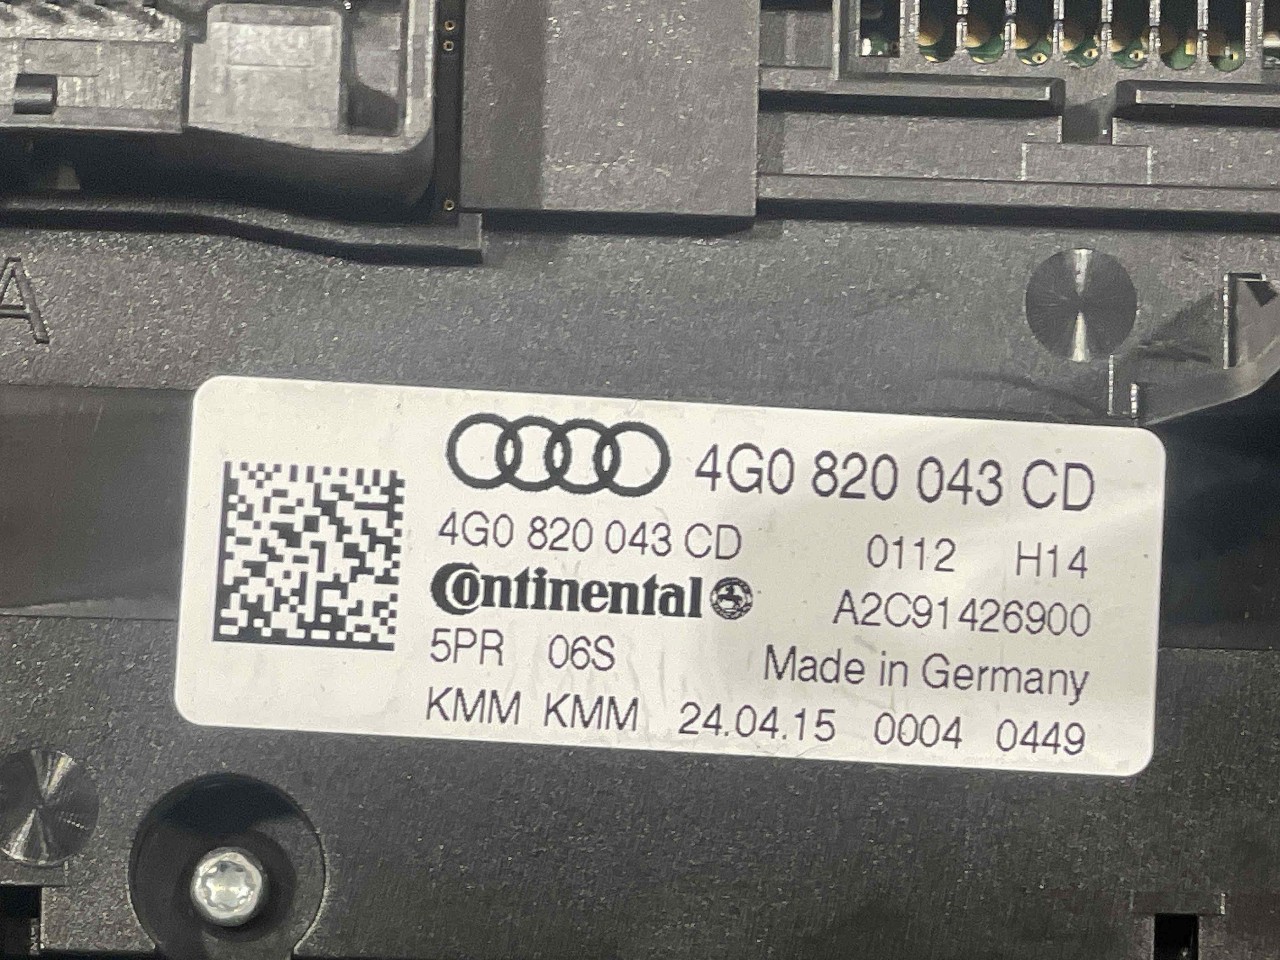 A
4G0 820 043 CD
4G0 820 043 CD 0112 H14
Continental A2C91426900
5PR 06S Made in Germany
KMM KMM 24.04.15 0004 0449